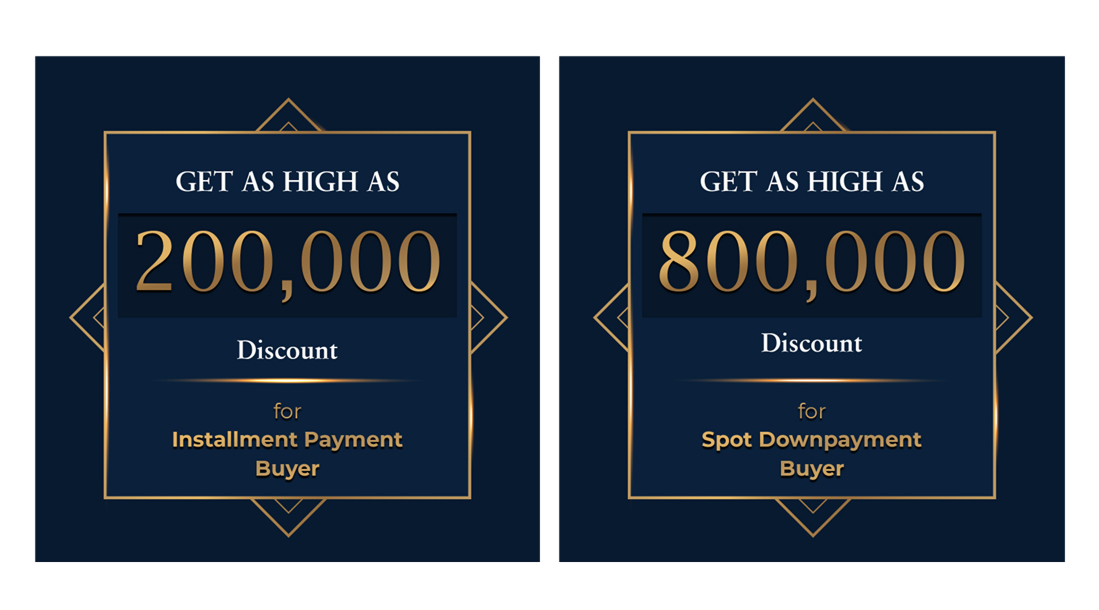 GET AS HIGH AS
200,000
Discount
for
Installment Payment
Buyer
GET AS HIGH AS
800,000
Discount
for
Spot Downpayment
Buyer